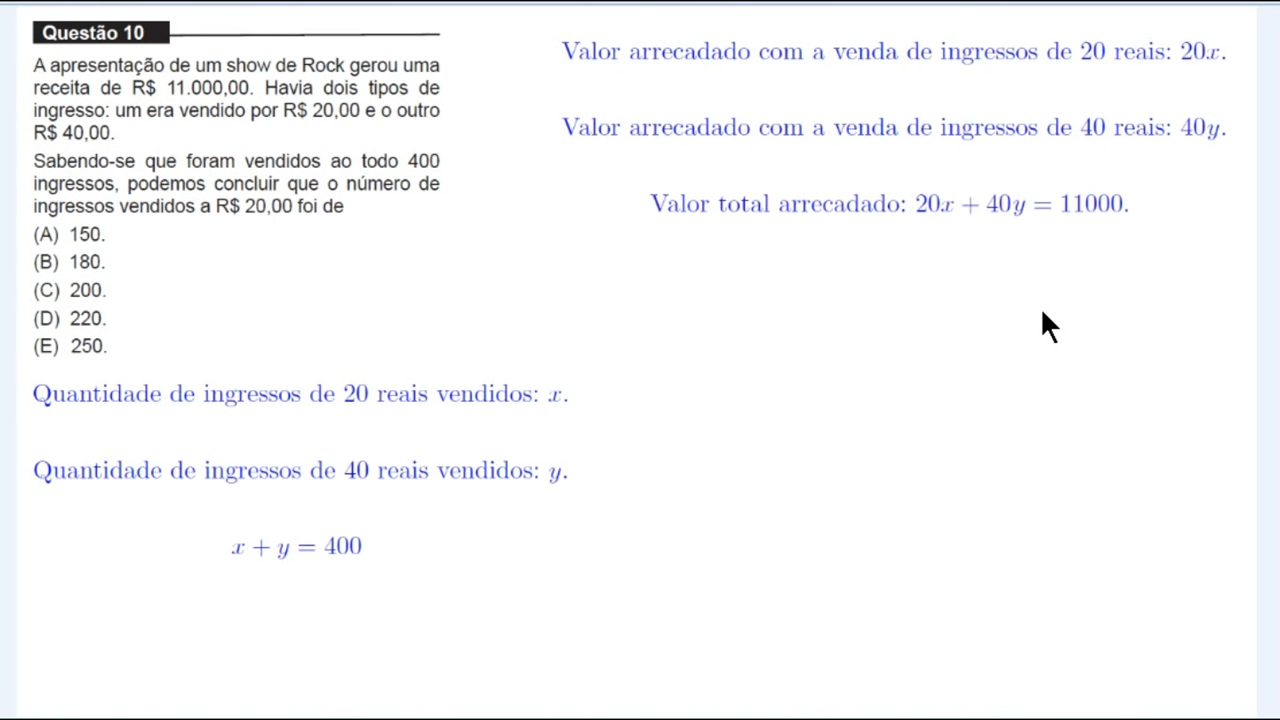 Questão 10
A apresentação de um show de Rock gerou uma
receita de R$ 11.000,00. Havia dois tipos de
ingresso: um era vendido por R$ 20,00 e o outro
R$ 40,00.
Sabendo-se que foram vendidos ao todo 400
ingressos, podemos concluir que o número de
ingressos vendidos a R$ 20,00 foi de
(A) 150.
(B) 180.
(C) 200.
(D) 220.
(E) 250.
Quantidade de ingressos de 20 reais vendidos: x.
Quantidade de ingressos de 40 reais vendidos: y.
x + y = 400
Valor arrecadado com a venda de ingressos de 20 reais: 20x.
Valor arrecadado com a venda de ingressos de 40 reais: 40y.
Valor total arrecadado: 20x + 40y = 11000.